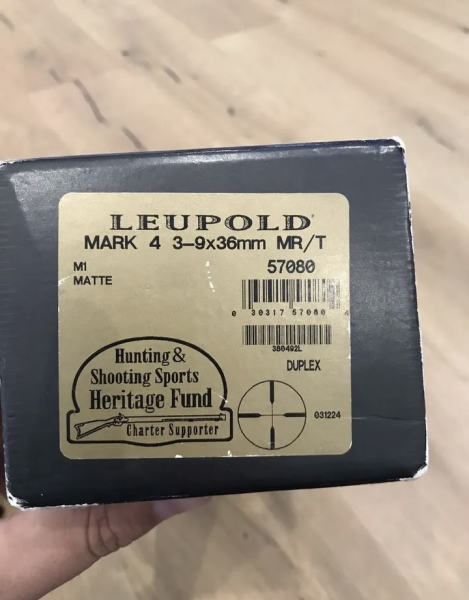 LEUPOLD
MARK 4 3-9x36mm MR/T
M1
MATTE
57080
0 30317 57080 4
380492L
DUPLEX
031224
Hunting &
Shooting Sports
Heritage Fund
Charter Supporter